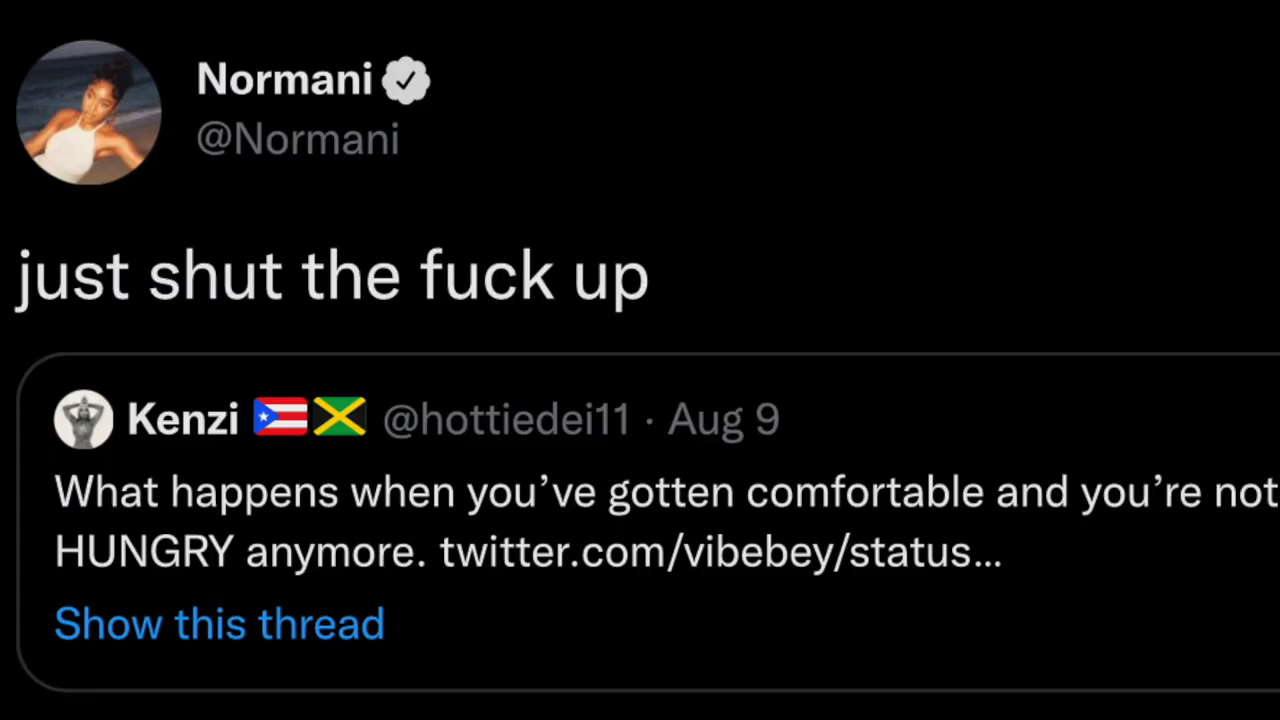 Normani
@Normani
just shut the fuck up
Kenzi 🇵🇷🇯🇲 @hottiedei11 · Aug 9
What happens when you’ve gotten comfortable and you’re not
HUNGRY anymore. twitter.com/vibebey/status…
Show this thread